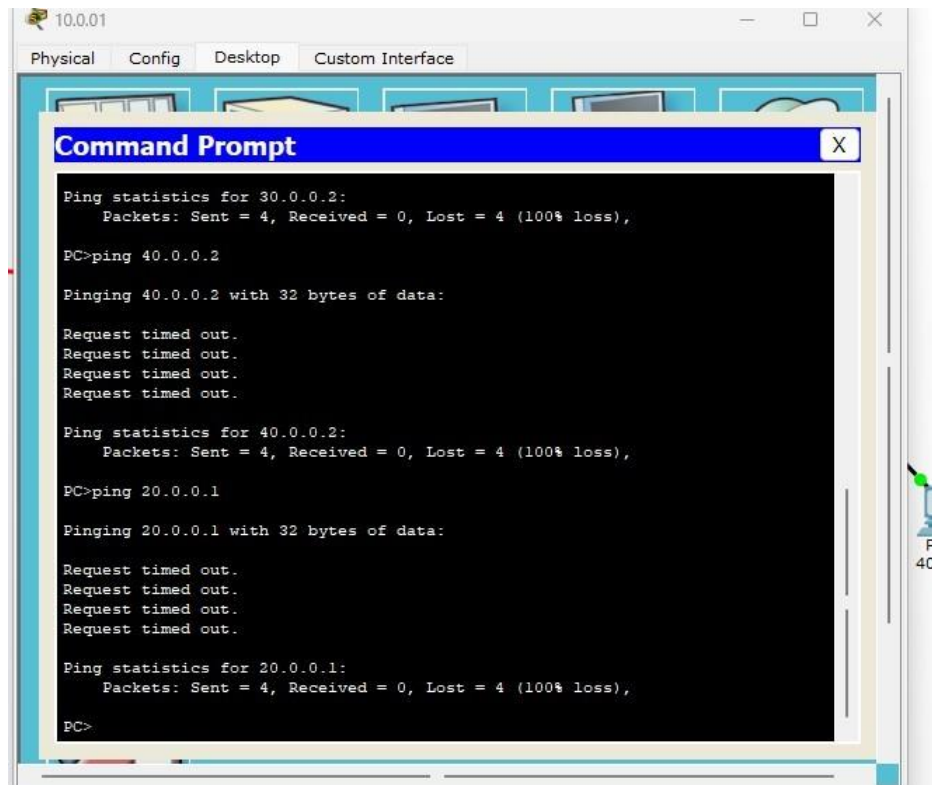 10.0.01
Physical Config Desktop Custom Interface
Command Prompt X
Ping statistics for 30.0.0.2:
Packets: Sent = 4, Received = 0, Lost = 4 (100% loss),
PC>ping 40.0.0.2
Pinging 40.0.0.2 with 32 bytes of data:
Request timed out.
Request timed out.
Request timed out.
Request timed out.
Ping statistics for 40.0.0.2:
Packets: Sent = 4, Received = 0, Lost = 4 (100% loss),
PC>ping 20.0.0.1
Pinging 20.0.0.1 with 32 bytes of data:
Request timed out.
Request timed out.
Request timed out.
Request timed out.
Ping statistics for 20.0.0.1:
Packets: Sent = 4, Received = 0, Lost = 4 (100% loss),
PC>
40